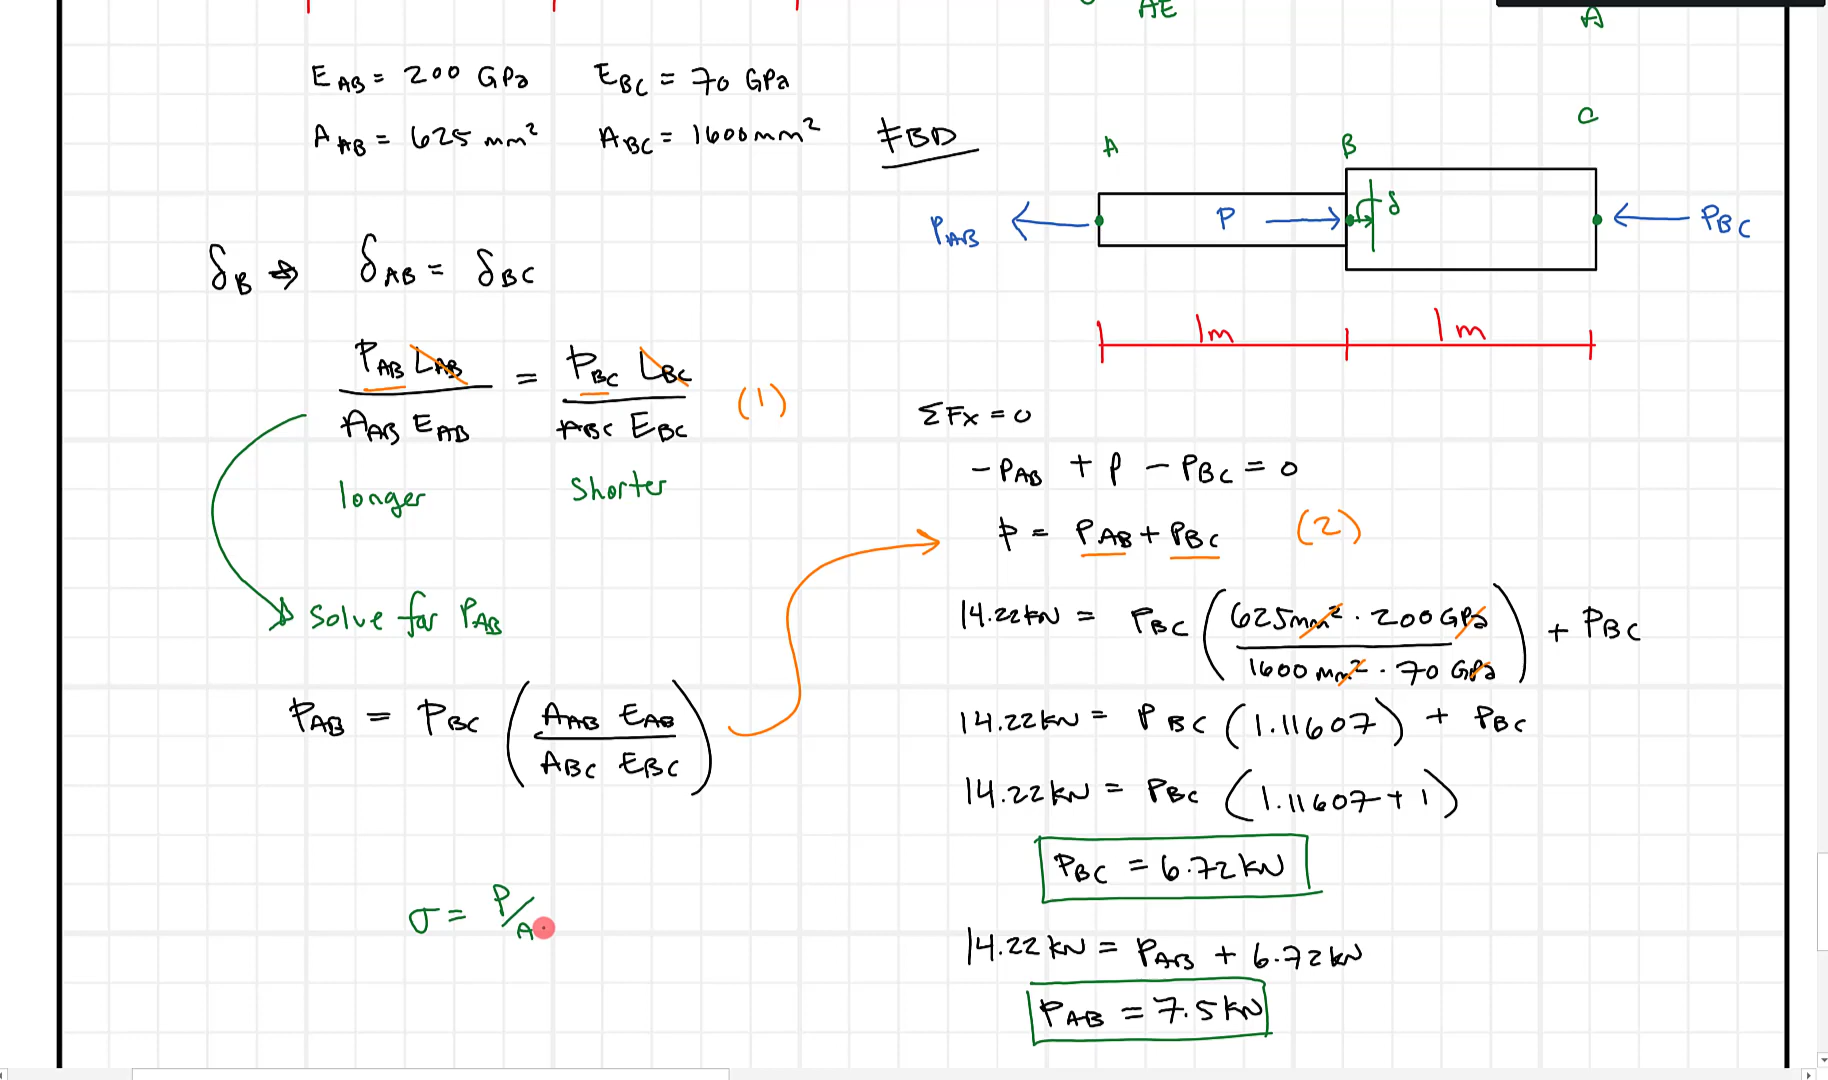 AE
A
E_AB = 200 GPa E_BC = 70 GPa
A_AB = 625 mm² A_BC = 1600 mm²
FBD
A B C
P_AB P δ P_BC
1m 1m
δ_B → δ_AB = δ_BC
P_AB L_AB / A_AB E_AB = P_BC L_BC / A_BC E_BC (1)
longer shorter
Solve for P_AB
P_AB = P_BC (A_AB E_AB / A_BC E_BC)
σ = P/A
ΣFx = 0
-P_AB + P - P_BC = 0
P = P_AB + P_BC (2)
14.22kN = P_BC (625mm² · 200 GPa / 1600 mm² · 70 GPa) + P_BC
14.22kN = P_BC (1.11607) + P_BC
14.22kN = P_BC (1.11607 + 1)
P_BC = 6.72kN
14.22kN = P_AB + 6.72kN
P_AB = 7.5kN